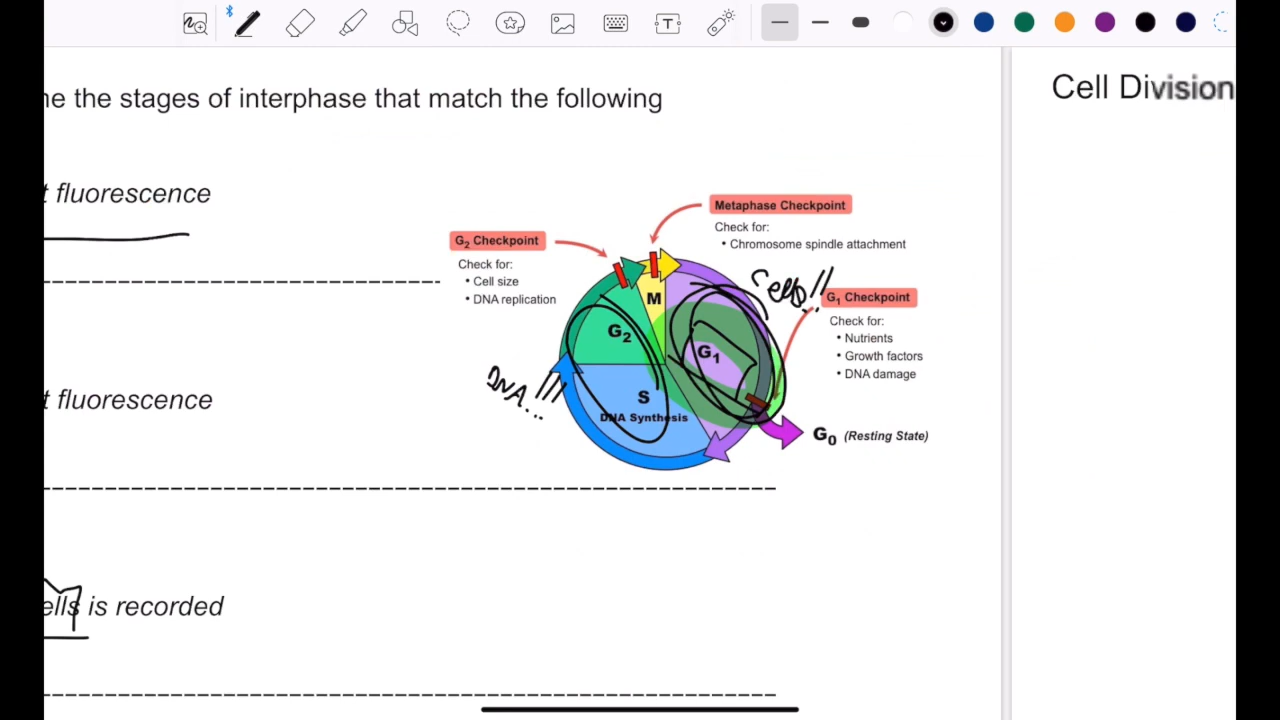 he the stages of interphase that match the following
Cell Division
t fluorescence
Metaphase Checkpoint
Check for:
• Chromosome spindle attachment
G₂ Checkpoint
Check for:
• Cell size
• DNA replication
M
Cells!!
G₁ Checkpoint
Check for:
• Nutrients
• Growth factors
• DNA damage
G₂
G₁
DNA...!!!
S
DNA Synthesis
G₀ (Resting State)
t fluorescence
ells is recorded